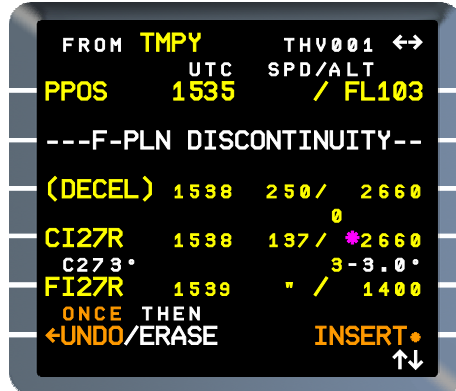 FROM TMPY THV001 ↔
UTC SPD/ALT
PPOS 1535 / FL103
---F-PLN DISCONTINUITY--
(DECEL) 1538 250/ 2660
0
CI27R 1538 137/ *2660
C273° 3-3.0°
FI27R 1539 " / 1400
ONCE THEN
←UNDO/ERASE INSERT*
↑↓